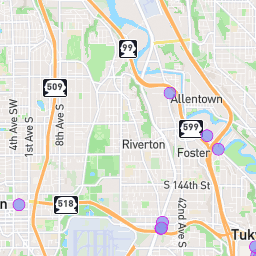 99
509
Allentown
4th Ave SW
1st Ave S
8th Ave S
599
Riverton
Foster
S 144th St
n
518
42nd Ave S
Tuk